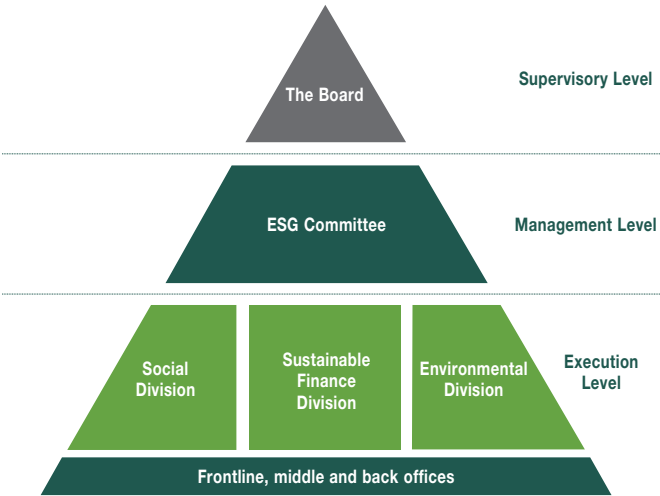 The Board
Supervisory Level
ESG Committee
Management Level
Social
Division
Sustainable
Finance
Division
Environmental
Division
Execution
Level
Frontline, middle and back offices